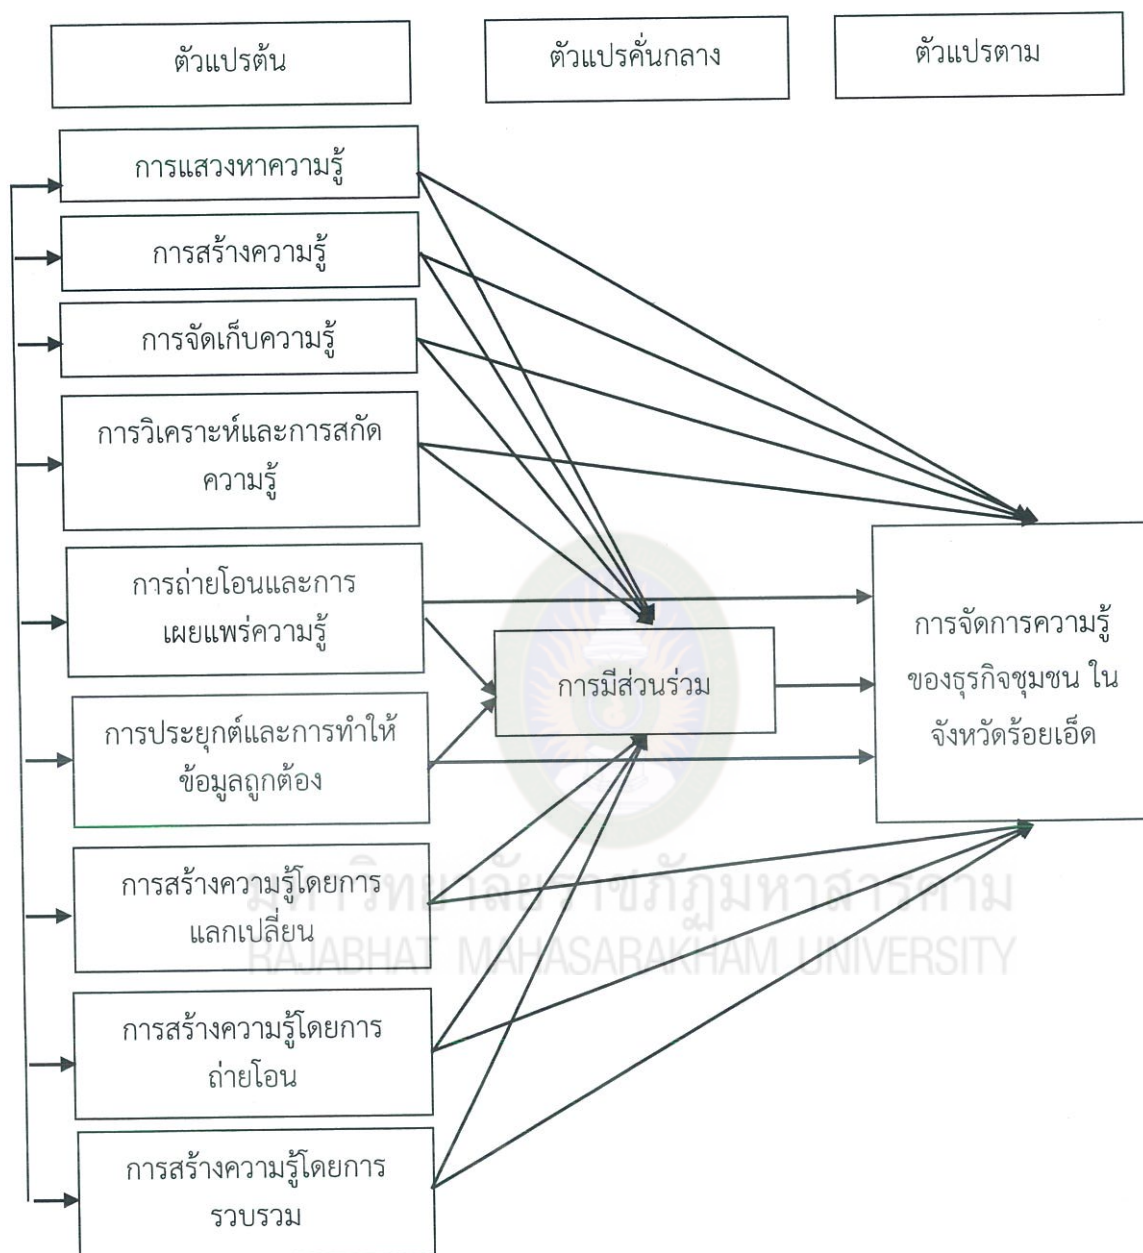 ตัวแปรต้น
ตัวแปรคั่นกลาง
ตัวแปรตาม
การแสวงหาความรู้
การสร้างความรู้
การจัดเก็บความรู้
การวิเคราะห์และการสกัด
ความรู้
การถ่ายโอนและการ
เผยแพร่ความรู้
การประยุกต์และการทำให้
ข้อมูลถูกต้อง
การสร้างความรู้โดยการ
แลกเปลี่ยน
การสร้างความรู้โดยการ
ถ่ายโอน
การสร้างความรู้โดยการ
รวบรวม
การมีส่วนร่วม
การจัดการความรู้
ของธุรกิจชุมชน ใน
จังหวัดร้อยเอ็ด
มหาวิทยาลัยราชภัฏมหาสารคาม
RAJABHAT MAHASARAKHAM UNIVERSITY